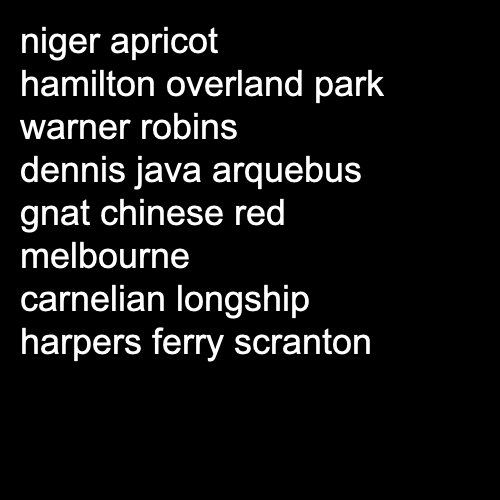 niger apricot
hamilton overland park
warner robins
dennis java arquebus
gnat chinese red
melbourne
carnelian longship
harpers ferry scranton